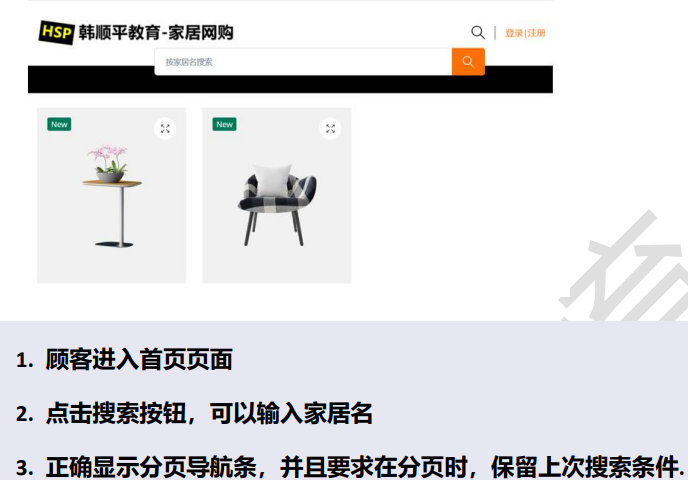 HSP 韩顺平教育-家居网购
登录|注册
按家居名搜索
New
New
1. 顾客进入首页页面
2. 点击搜索按钮，可以输入家居名
3. 正确显示分页导航条，并且要求在分页时，保留上次搜索条件.